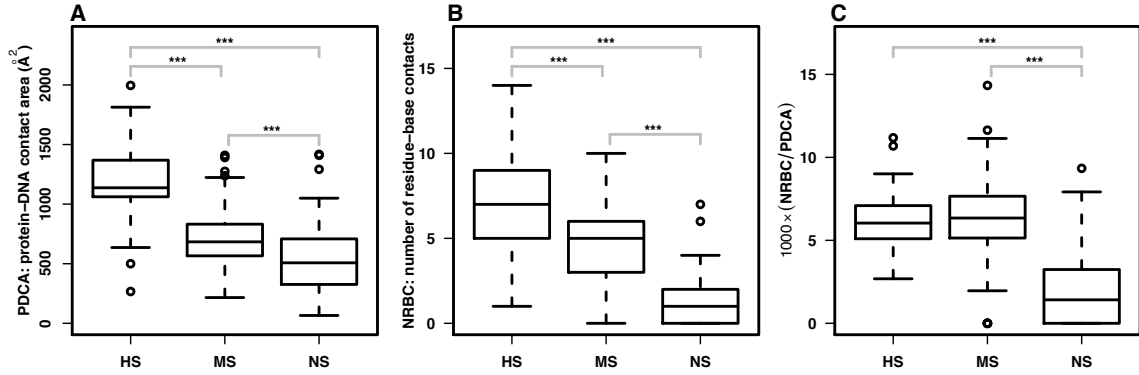 A
PDCA: protein−DNA contact area (Å²)
0
500
1000
1500
2000
***
***
***
HS
MS
NS
B
NRBC: number of residue−base contacts
0
5
10
15
***
***
***
HS
MS
NS
C
1000 × (NRBC/PDCA)
0
5
10
15
***
***
HS
MS
NS